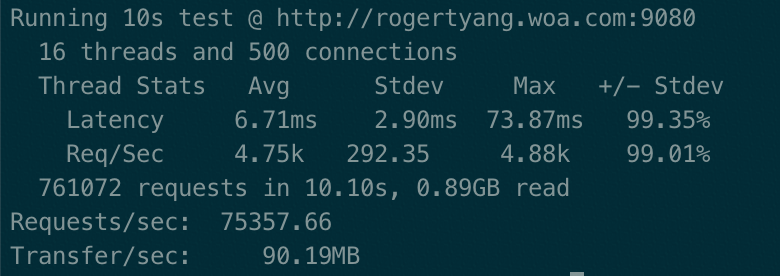 Running 10s test @ http://rogertyang.woa.com:9080
16 threads and 500 connections
Thread Stats Avg Stdev Max +/- Stdev
Latency 6.71ms 2.90ms 73.87ms 99.35%
Req/Sec 4.75k 292.35 4.88k 99.01%
761072 requests in 10.10s, 0.89GB read
Requests/sec: 75357.66
Transfer/sec: 90.19MB